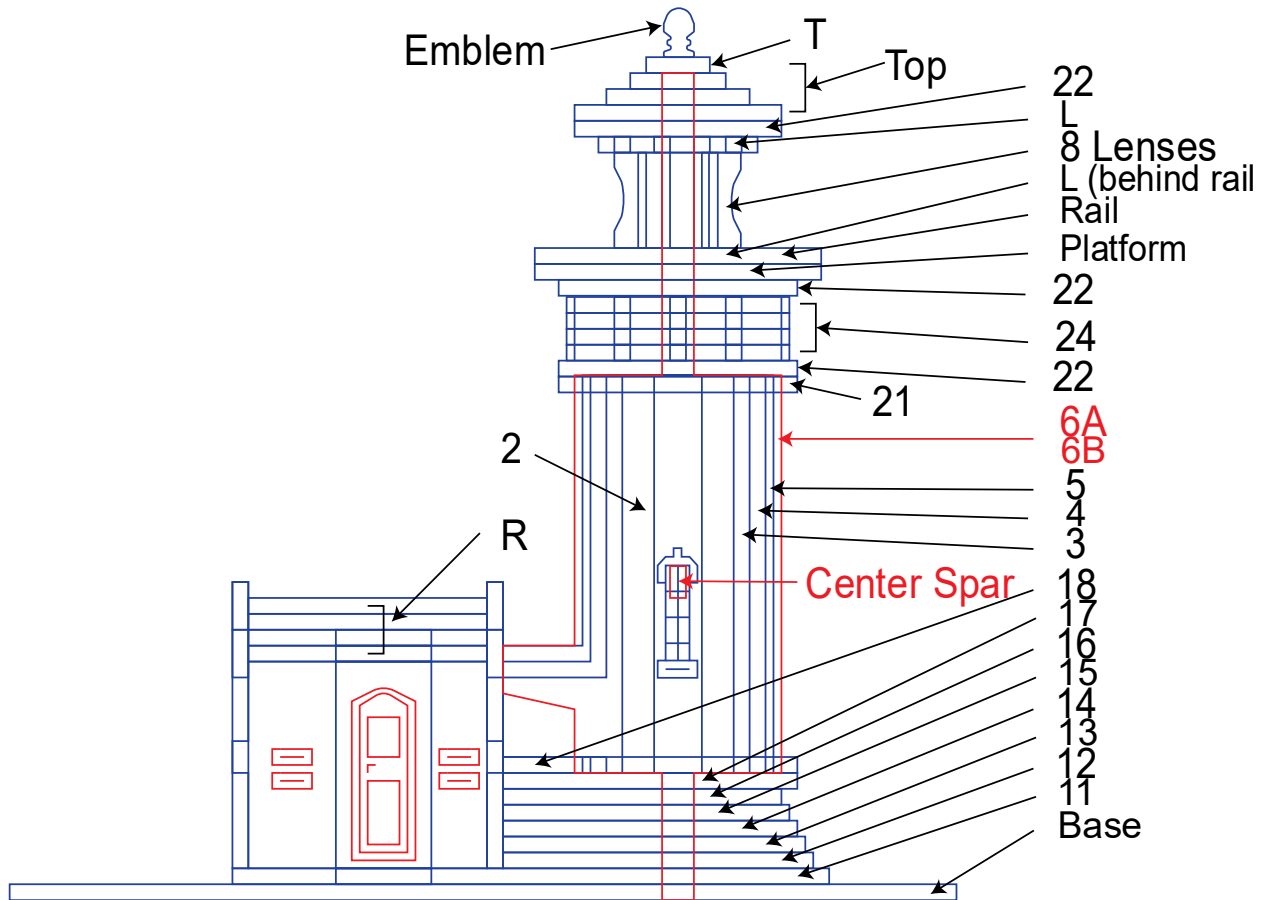 Emblem
T
Top
22
L
8 Lenses
L (behind rail
Rail
Platform
22
24
22
21
6A
6B
2
5
4
3
R
Center Spar
18
17
16
15
14
13
12
11
Base